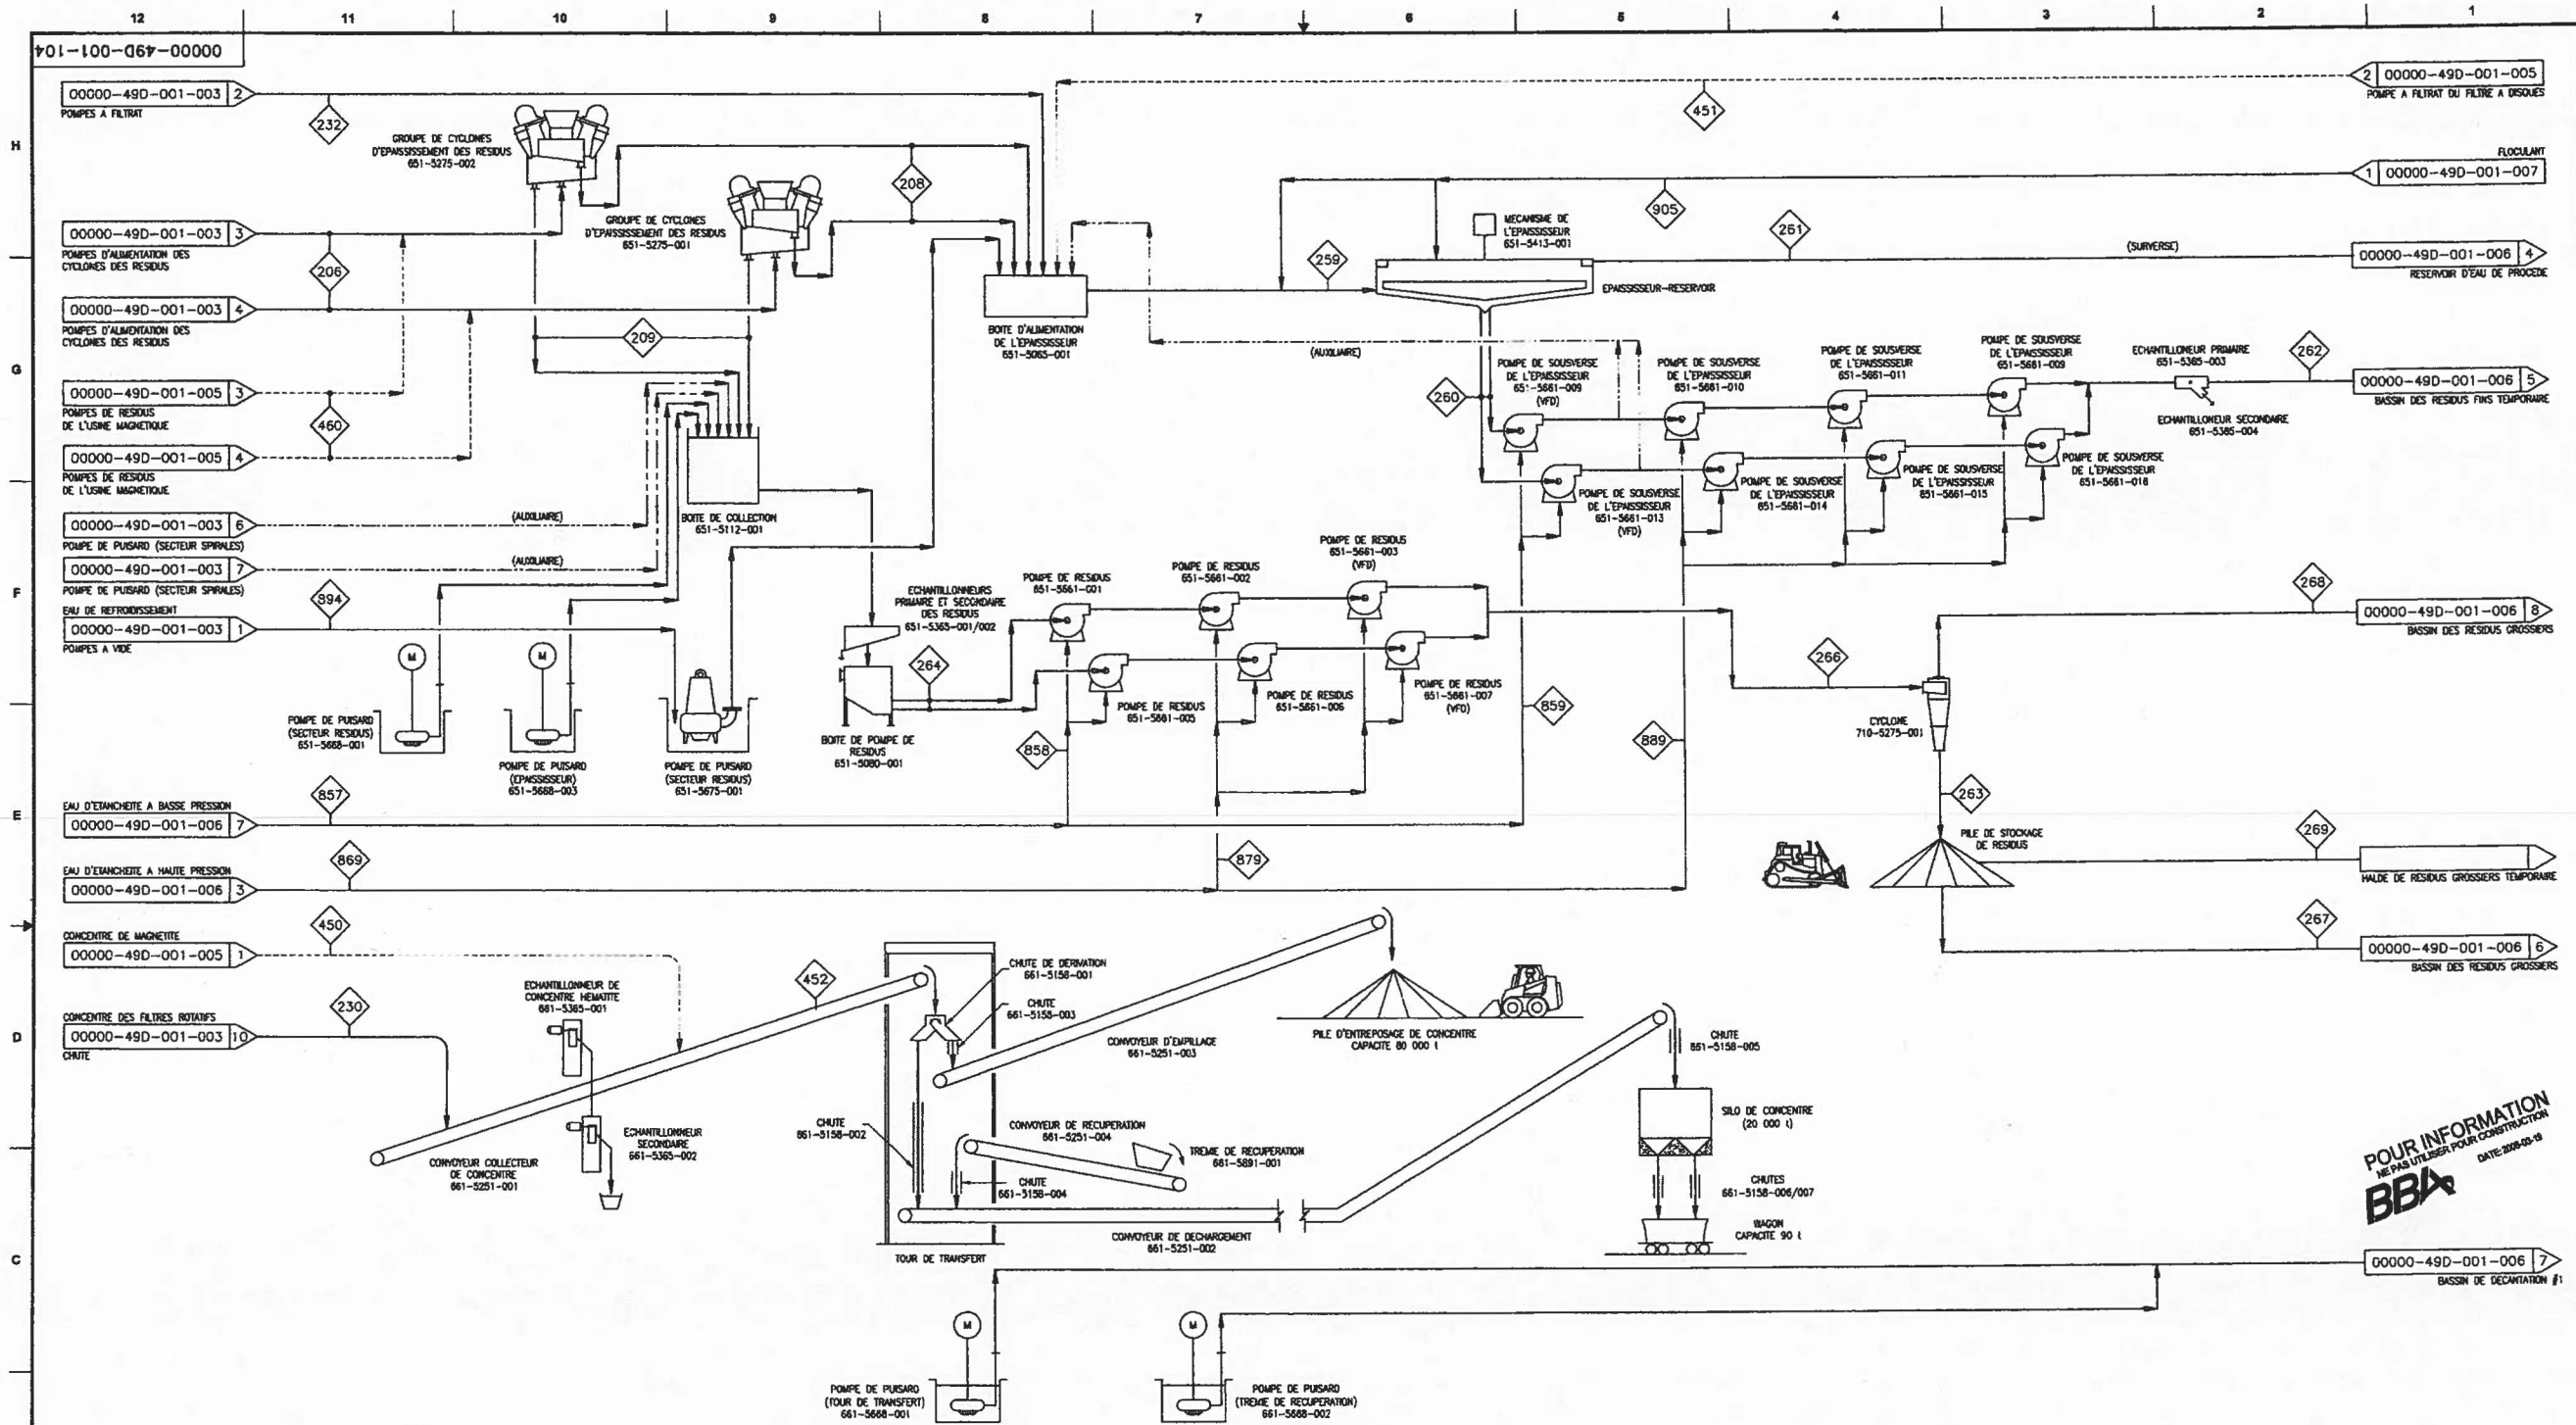 12 11 10 9 8 7 6 5 4 3 2 1
00000-49D-001-104
H
G
F
E
D
C
00000-49D-001-003 2
POMPES A FILTRAT
232
GROUPE DE CYCLONES
D'EPAISSISSEMENT DES RESIDUS
651-5275-002
208
451
2 00000-49D-001-005
POMPE A FILTRAT DU FILTRE A DISQUES
FLOCULANT
1 00000-49D-001-007
905
00000-49D-001-003 3
POMPES D'ALIMENTATION DES
CYCLONES DES RESIDUS
206
GROUPE DE CYCLONES
D'EPAISSISSEMENT DES RESIDUS
651-5275-001
MECANISME DE
L'EPAISSISSEUR
651-5413-001
261
(SURVERSE)
00000-49D-001-006 4
RESERVOIR D'EAU DE PROCEDE
259
EPAISSISSEUR-RESERVOIR
00000-49D-001-003 4
POMPES D'ALIMENTATION DES
CYCLONES DES RESIDUS
209
BOITE D'ALIMENTATION
DE L'EPAISSISSEUR
651-5065-001
(AUXILIAIRE)
260
POMPE DE SOUSVERSE
DE L'EPAISSISSEUR
651-5661-009
(VFD)
POMPE DE SOUSVERSE
DE L'EPAISSISSEUR
651-5661-010
POMPE DE SOUSVERSE
DE L'EPAISSISSEUR
651-5661-011
POMPE DE SOUSVERSE
DE L'EPAISSISSEUR
651-5661-009
ECHANTILLONEUR PRIMAIRE
651-5365-003
262
00000-49D-001-006 5
BASSIN DES RESIDUS FINS TEMPORAIRE
ECHANTILLONEUR SECONDAIRE
651-5365-004
00000-49D-001-005 3
POMPES DE RESIDUS
DE L'USINE MAGNETIQUE
460
00000-49D-001-005 4
POMPES DE RESIDUS
DE L'USINE MAGNETIQUE
POMPE DE SOUSVERSE
DE L'EPAISSISSEUR
651-5661-013
(VFD)
POMPE DE SOUSVERSE
DE L'EPAISSISSEUR
651-5661-014
POMPE DE SOUSVERSE
DE L'EPAISSISSEUR
651-5661-015
POMPE DE SOUSVERSE
DE L'EPAISSISSEUR
651-5661-016
00000-49D-001-003 6
POMPE DE PUISARD (SECTEUR SPIRALES)
(AUXILIAIRE)
BOITE DE COLLECTION
651-5112-001
00000-49D-001-003 7
POMPE DE PUISARD (SECTEUR SPIRALES)
(AUXILIAIRE)
EAU DE REFROIDISSEMENT
00000-49D-001-003 1
POMPES A VIDE
894
ECHANTILLONNEURS
PRIMAIRE ET SECONDAIRE
DES RESIDUS
651-5365-001/002
POMPE DE RESIDUS
651-5661-001
POMPE DE RESIDUS
651-5661-002
POMPE DE RESIDUS
651-5661-003
(VFD)
268
00000-49D-001-006 8
BASSIN DES RESIDUS GROSSIERS
264
266
M
M
POMPE DE RESIDUS
651-5661-005
POMPE DE RESIDUS
651-5661-006
POMPE DE RESIDUS
651-5661-007
(VFD)
859
889
858
CYCLONE
710-5275-001
POMPE DE PUISARD
(SECTEUR RESIDUS)
651-5668-001
POMPE DE PUISARD
(EPAISSISSEUR)
651-5668-003
POMPE DE PUISARD
(SECTEUR RESIDUS)
651-5675-001
BOITE DE POMPE DE
RESIDUS
651-5080-001
EAU D'ETANCHEITE A BASSE PRESSION
00000-49D-001-006 7
857
263
PILE DE STOCKAGE
DE RESIDUS
269
HALDE DE RESIDUS GROSSIERS TEMPORAIRE
EAU D'ETANCHEITE A HAUTE PRESSION
00000-49D-001-006 3
869
879
267
00000-49D-001-006 6
BASSIN DES RESIDUS GROSSIERS
CONCENTRE DE MAGNETITE
00000-49D-001-005 1
450
452
CHUTE DE DERIVATION
661-5158-001
CHUTE
661-5158-003
CONCENTRE DES FILTRES ROTATIFS
00000-49D-001-003 10
CHUTE
230
ECHANTILLONNEUR DE
CONCENTRE HEMATITE
661-5365-001
CONVOYEUR D'EMPILLAGE
661-5251-003
PILE D'ENTREPOSAGE DE CONCENTRE
CAPACITE 80 000 t
CHUTE
661-5158-005
CHUTE
661-5158-002
CONVOYEUR DE RECUPERATION
661-5251-004
TREMIE DE RECUPERATION
661-5891-001
CHUTE
661-5158-004
SILO DE CONCENTRE
(20 000 t)
ECHANTILLONNEUR
SECONDAIRE
661-5365-002
CONVOYEUR COLLECTEUR
DE CONCENTRE
661-5251-001
CHUTES
661-5158-006/007
WAGON
CAPACITE 90 t
CONVOYEUR DE DECHARGEMENT
661-5251-002
TOUR DE TRANSFERT
POUR INFORMATION
NE PAS UTILISER POUR CONSTRUCTION
BBA
DATE: 2008-03-19
00000-49D-001-006 7
BASSIN DE DECANTATION #1
M
M
POMPE DE PUISARD
(TOUR DE TRANSFERT)
661-5668-001
POMPE DE PUISARD
(TREMIE DE RECUPERATION)
661-5668-002